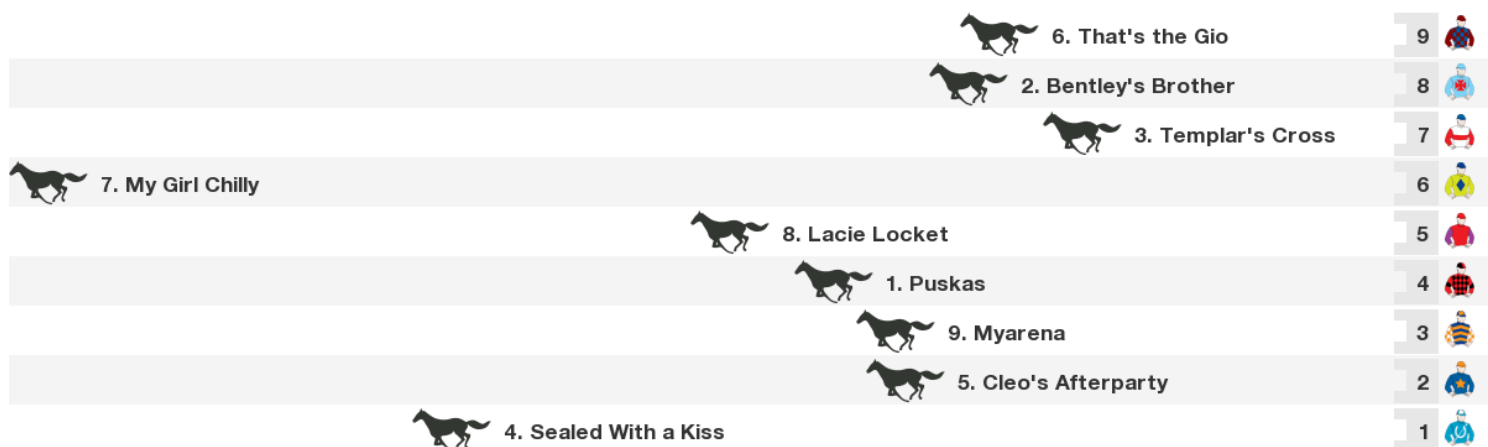 6. That's the Gio 9
2. Bentley's Brother 8
3. Templar's Cross 7
7. My Girl Chilly 6
8. Lacie Locket 5
1. Puskas 4
9. Myarena 3
5. Cleo's Afterparty 2
4. Sealed With a Kiss 1